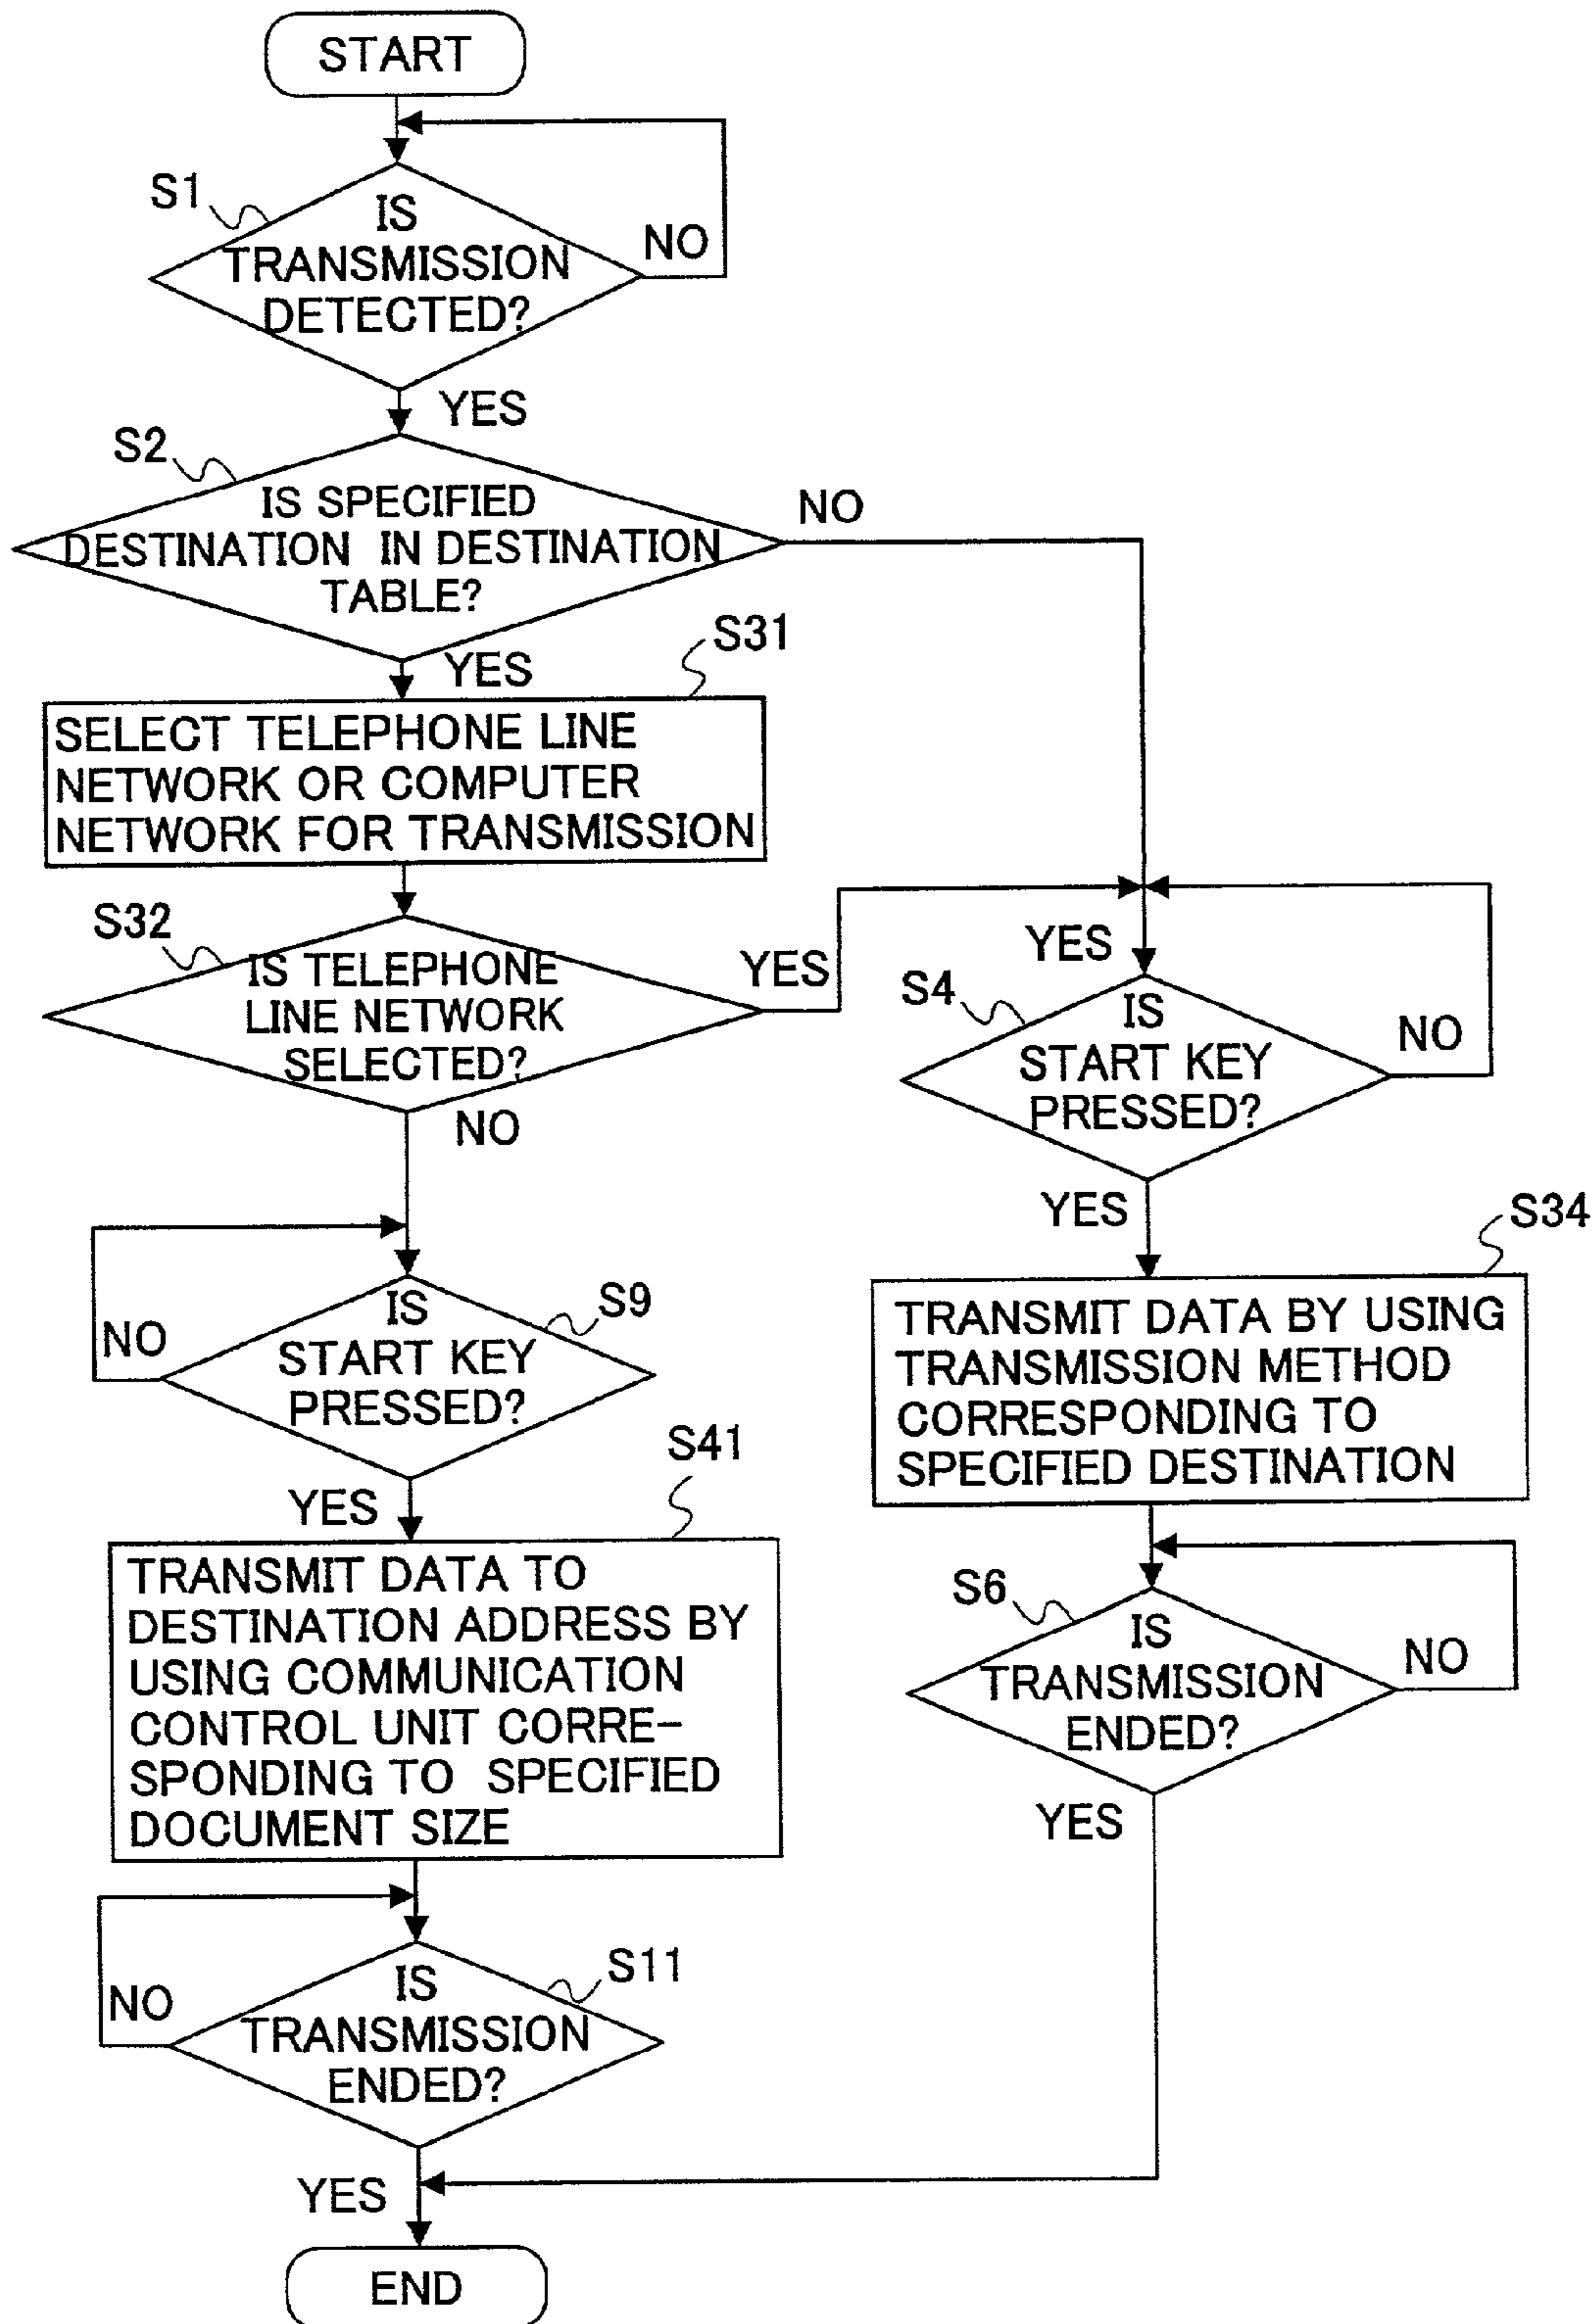 START
S1
IS
TRANSMISSION
DETECTED?
NO
YES
S2
IS SPECIFIED
DESTINATION IN DESTINATION
TABLE?
NO
YES
S31
SELECT TELEPHONE LINE
NETWORK OR COMPUTER
NETWORK FOR TRANSMISSION
S32
IS TELEPHONE
LINE NETWORK
SELECTED?
YES
NO
YES
S4
IS
START KEY
PRESSED?
NO
YES
S34
TRANSMIT DATA BY USING
TRANSMISSION METHOD
CORRESPONDING TO
SPECIFIED DESTINATION
S6
IS
TRANSMISSION
ENDED?
NO
YES
S9
IS
START KEY
PRESSED?
NO
YES
S41
TRANSMIT DATA TO
DESTINATION ADDRESS BY
USING COMMUNICATION
CONTROL UNIT CORRE-
SPONDING TO SPECIFIED
DOCUMENT SIZE
S11
IS
TRANSMISSION
ENDED?
NO
YES
END